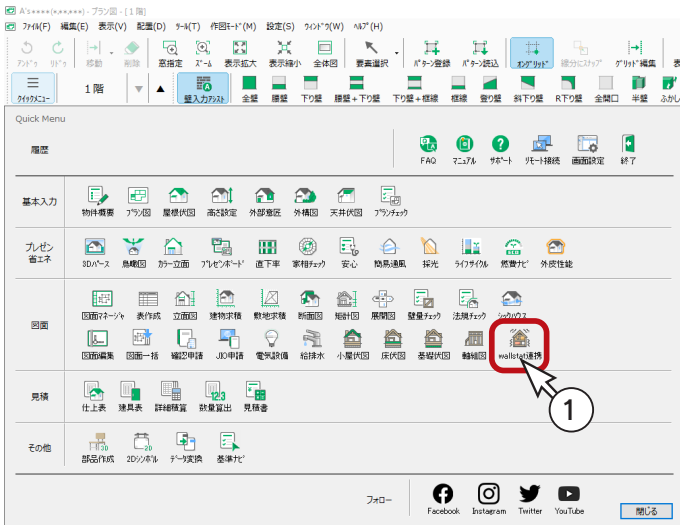 A's****(*,**,***) - プラン図 - [ 1 階]
ファイル(F) 編集(E) 表示(V) 配置(D) ツール(T) 作図モード(M) 設定(S) ウィンドウ(W) ヘルプ(H)
アンドゥ リドゥ 移動 削除 窓指定 ズーム 表示拡大 表示縮小 全体図 要素選択 パターン登録 パターン読込 オングリッド 線分にスナップ グリッド編集 表
クイックメニュー 1 階 ▼ ▲ 壁入力アシスト 全壁 腰壁 下り壁 腰壁+下り壁 下り壁+框線 框線 登り壁 斜下り壁 R下り壁 全開口 半壁 ふかし
Quick Menu
履歴
FAQ マニュアル サポート リモート接続 画面設定 終了
基本入力
物件概要 プラン図 屋根伏図 高さ設定 外部意匠 外構図 天井伏図 プランチェック
プレゼン
省エネ
3Dパース 鳥瞰図 カラー立面 プレゼンボード 直下率 家相チェック 安心 簡易通風 採光 ライフサイクル 燃費ナビ 外皮性能
図面
図面マネージャ 表作成 立面図 建物求積 敷地求積 断面図 矩計図 展開図 壁量チェック 法規チェック シックハウス
図面編集 図面一括 確認申請 JIO申請 電気設備 給排水 小屋伏図 床伏図 基礎伏図 軸組図 wallstat連携
1
見積
仕上表 建具表 詳細積算 数量算出 見積書
その他
部品作成 2Dシンボル データ変換 基準ナビ
フォロー
Facebook Instagram Twitter YouTube
閉じる